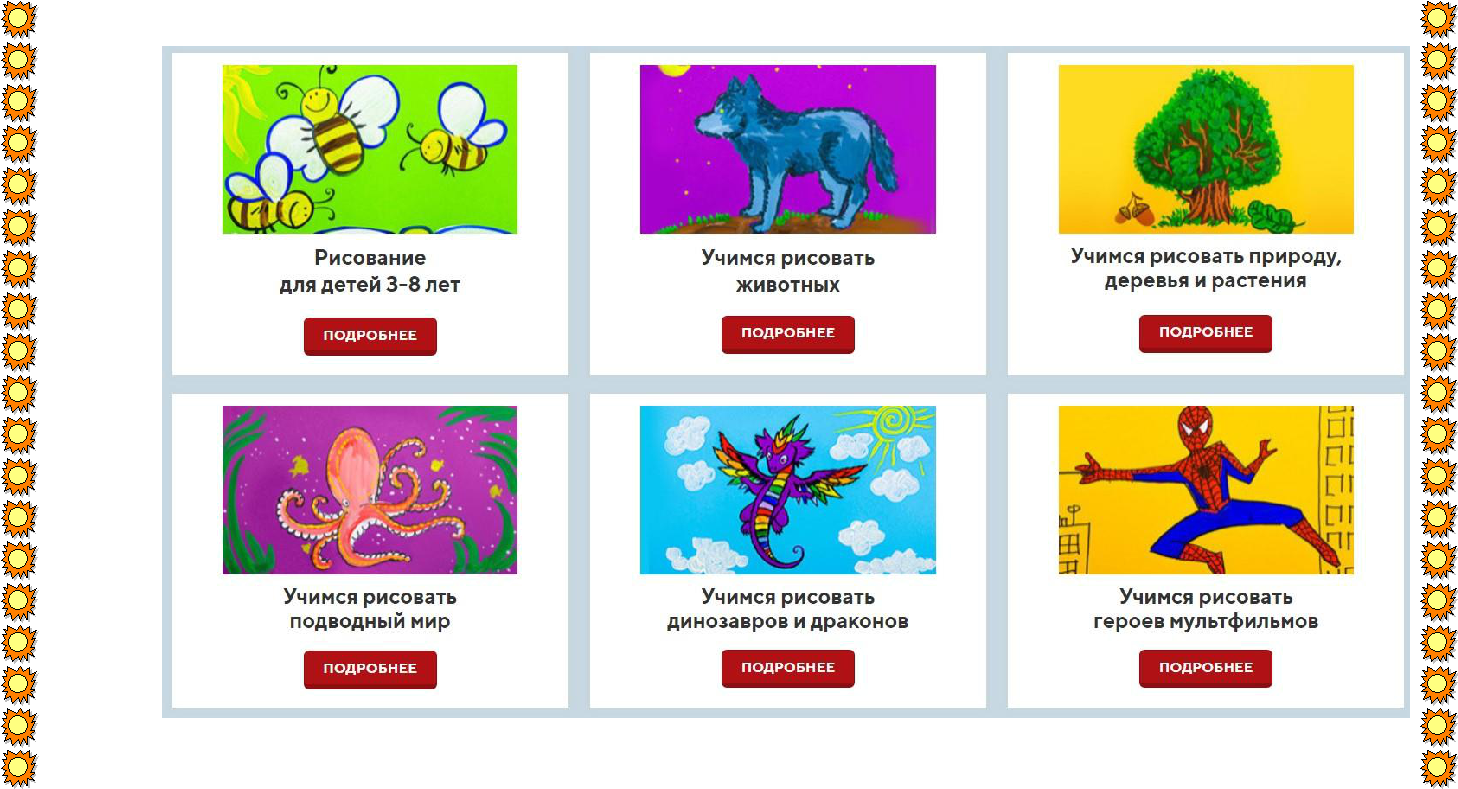 Рисование
для детей 3-8 лет
ПОДРОБНЕЕ
Учимся рисовать
животных
ПОДРОБНЕЕ
Учимся рисовать природу,
деревья и растения
ПОДРОБНЕЕ
Учимся рисовать
подводный мир
ПОДРОБНЕЕ
Учимся рисовать
динозавров и драконов
ПОДРОБНЕЕ
Учимся рисовать
героев мультфильмов
ПОДРОБНЕЕ